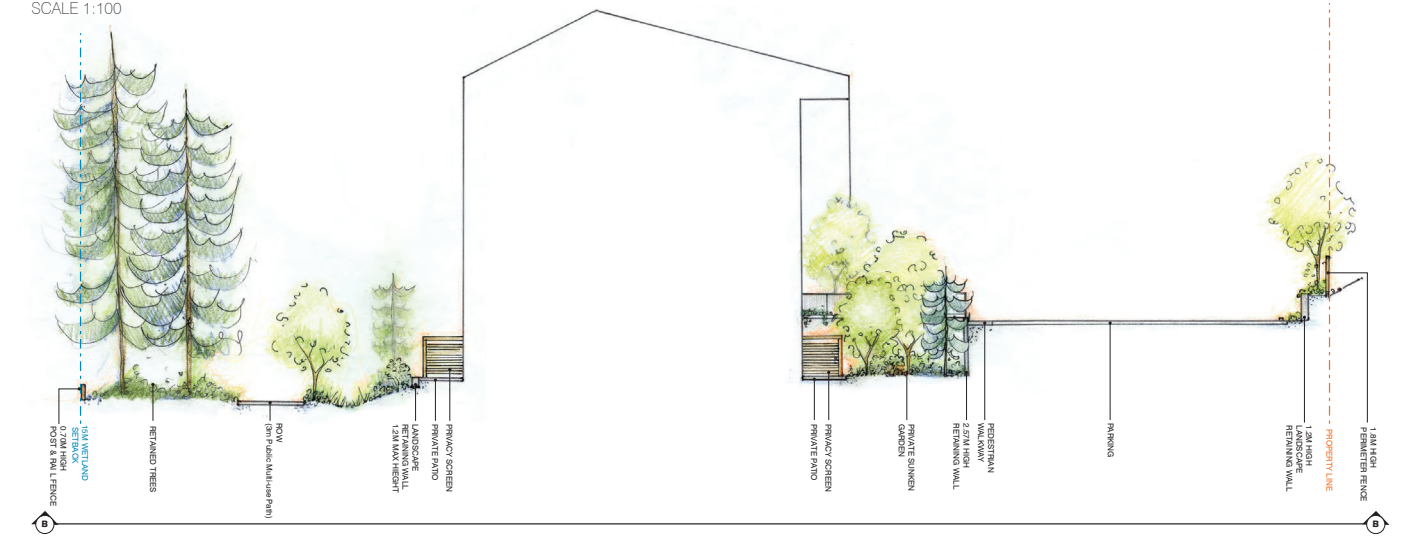 SCALE 1:100
0.70M HIGH
POST & RAIL FENCE
15M WETLAND
SETBACK
RETAINED TREES
ROW
(3m Public Multi-use Path)
LANDSCAPE
RETAINING WALL
1.2M MAX HIEGHT
PRIVATE PATIO
PRIVACY SCREEN
PRIVATE PATIO
PRIVACY SCREEN
PRIVATE SUNKEN
GARDEN
2.57M HIGH
RETAINING WALL
PEDESTRIAN
WALKWAY
PARKING
1.2M HIGH
LANDSCAPE
RETAINING WALL
PROPERTY LINE
1.8M HIGH
PERIMETER FENCE
B
B